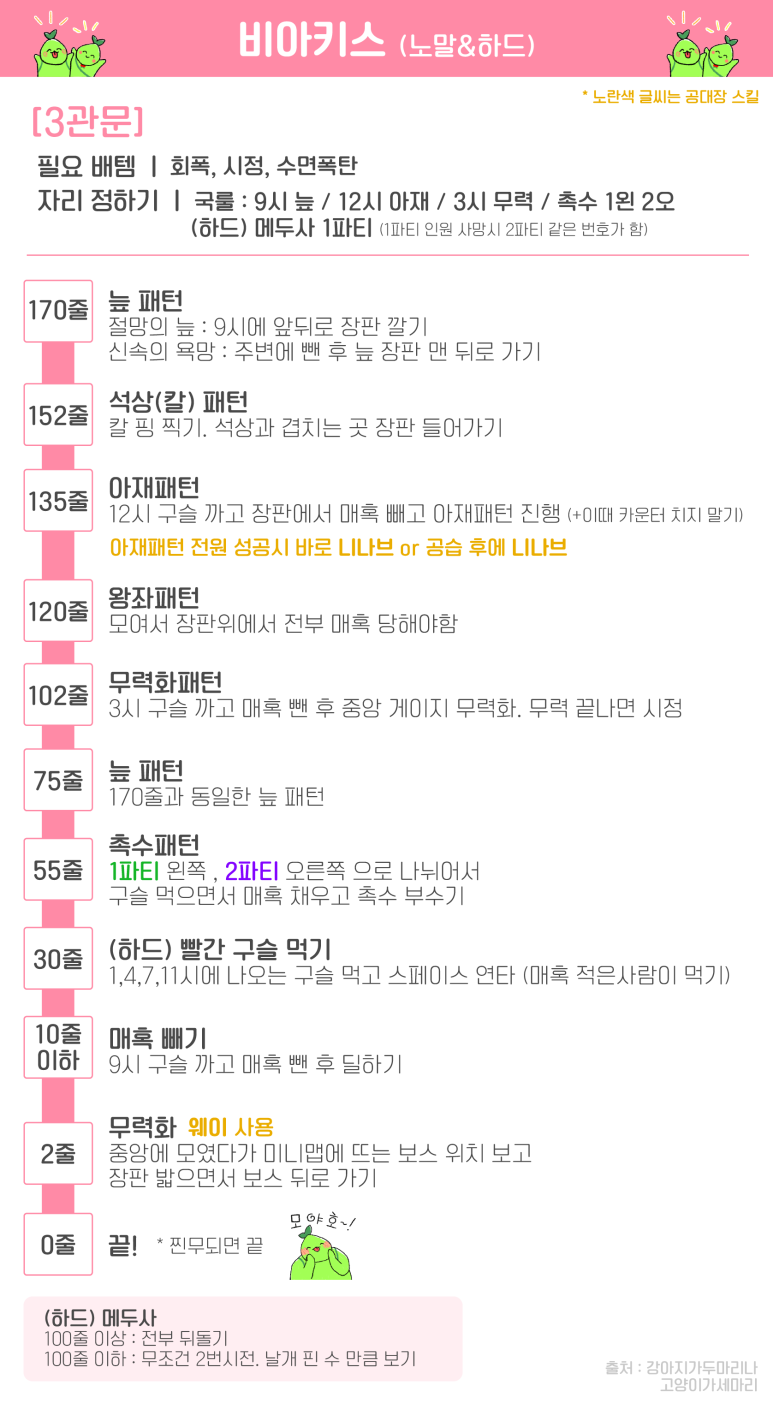 비아키스 (노말&하드)
* 노란색 글씨는 공대장 스킬
[3관문]
필요 배템 | 회폭, 시정, 수면폭탄
자리 정하기 | 국룰 : 9시 늪 / 12시 아재 / 3시 무력 / 촉수 1왼 2오
(하드) 메두사 1파티 (1파티 인원 사망시 2파티 같은 번호가 함)
170줄
늪 패턴
절망의 늪 : 9시에 앞뒤로 장판 깔기
신속의 욕망 : 주변에 뺀 후 늪 장판 맨 뒤로 가기
152줄
석상(칼) 패턴
칼 핑 찍기. 석상과 겹치는 곳 장판 들어가기
135줄
아재패턴
12시 구슬 까고 장판에서 매혹 빼고 아재패턴 진행 (+이때 카운터 치지 말기)
아재패턴 전원 성공시 바로 니나브 or 공습 후에 니나브
120줄
왕좌패턴
모여서 장판위에서 전부 매혹 당해야함
102줄
무력화패턴
3시 구슬 까고 매혹 뺀 후 중앙 게이지 무력화. 무력 끝나면 시정
75줄
늪 패턴
170줄과 동일한 늪 패턴
55줄
촉수패턴
1파티 왼쪽 , 2파티 오른쪽 으로 나뉘어서
구슬 먹으면서 매혹 채우고 촉수 부수기
30줄
(하드) 빨간 구슬 먹기
1,4,7,11시에 나오는 구슬 먹고 스페이스 연타 (매혹 적은사람이 먹기)
10줄
이하
매혹 빼기
9시 구슬 까고 매혹 뺀 후 딜하기
2줄
무력화 웨이 사용
중앙에 모였다가 미니맵에 뜨는 보스 위치 보고
장판 밟으면서 보스 뒤로 가기
모야호~!
0줄
끝! * 찐무되면 끝
(하드) 메두사
100줄 이상 : 전부 뒤돌기
100줄 이하 : 무조건 2번시전. 날개 핀 수 만큼 보기
출처 : 강아지가두마리나
고양이가세마리